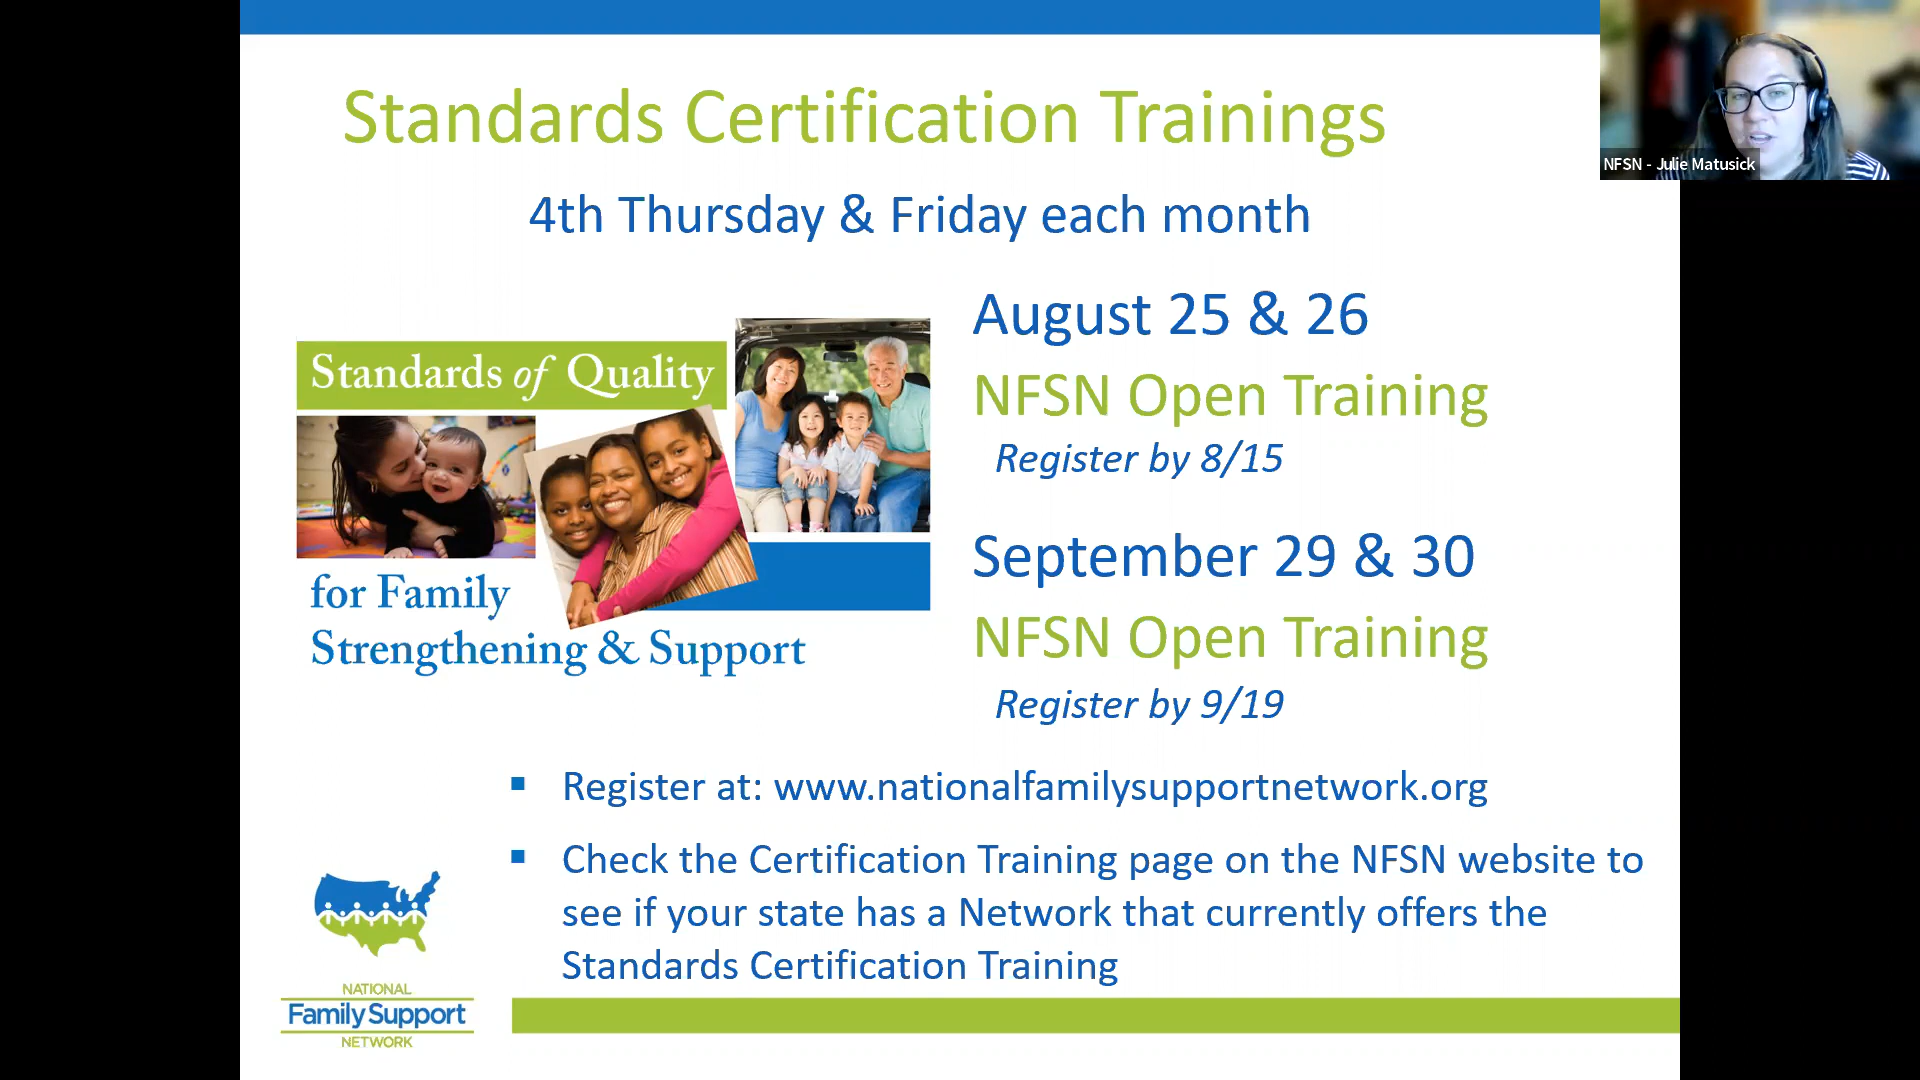 Standards Certification Trainings
NFSN - Julie Matusick
4th Thursday & Friday each month
August 25 & 26
NFSN Open Training
Register by 8/15
Standards of Quality
for Family
Strengthening & Support
September 29 & 30
NFSN Open Training
Register by 9/19
▪ Register at: www.nationalfamilysupportnetwork.org
▪ Check the Certification Training page on the NFSN website to
see if your state has a Network that currently offers the
Standards Certification Training
NATIONAL
Family Support
NETWORK